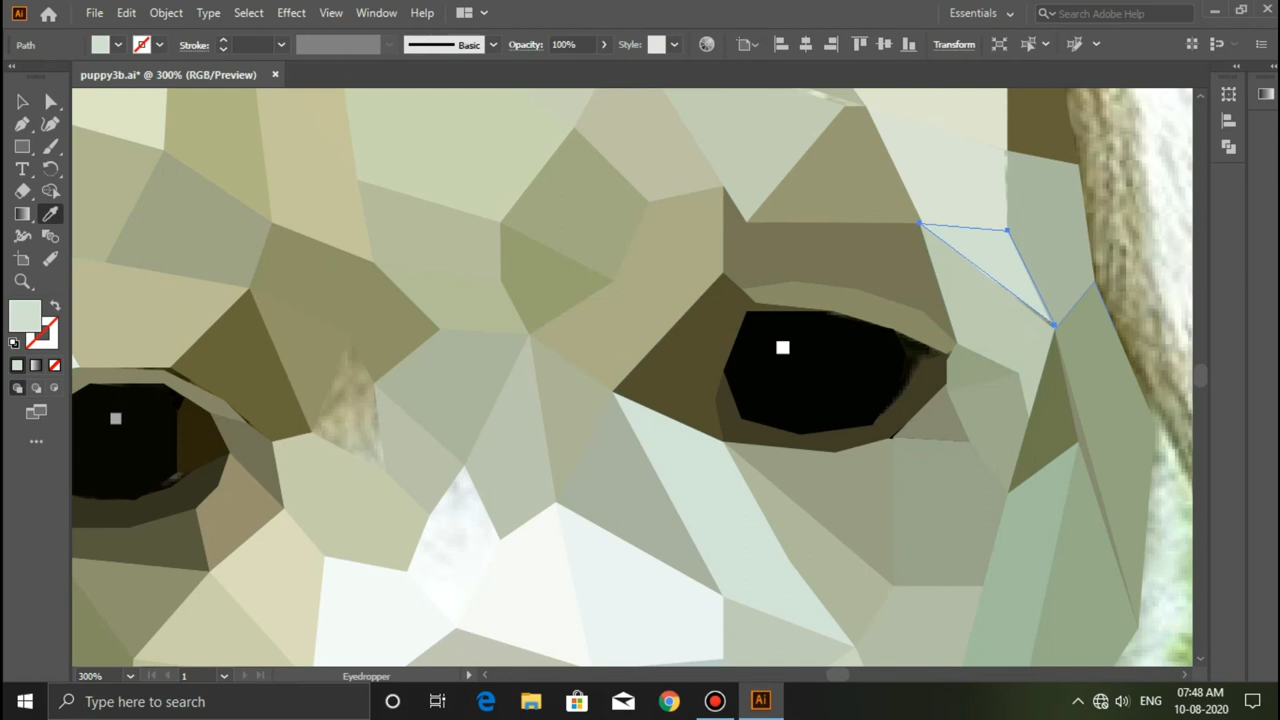 Ai File Edit Object Type Select Effect View Window Help Essentials Search Adobe Help
Path Stroke: Basic Opacity: 100% Style: Transform
puppy3b.ai* @ 300% (RGB/Preview)
300% 1 Eyedropper
Type here to search Ai ENG 07:48 AM
10-08-2020